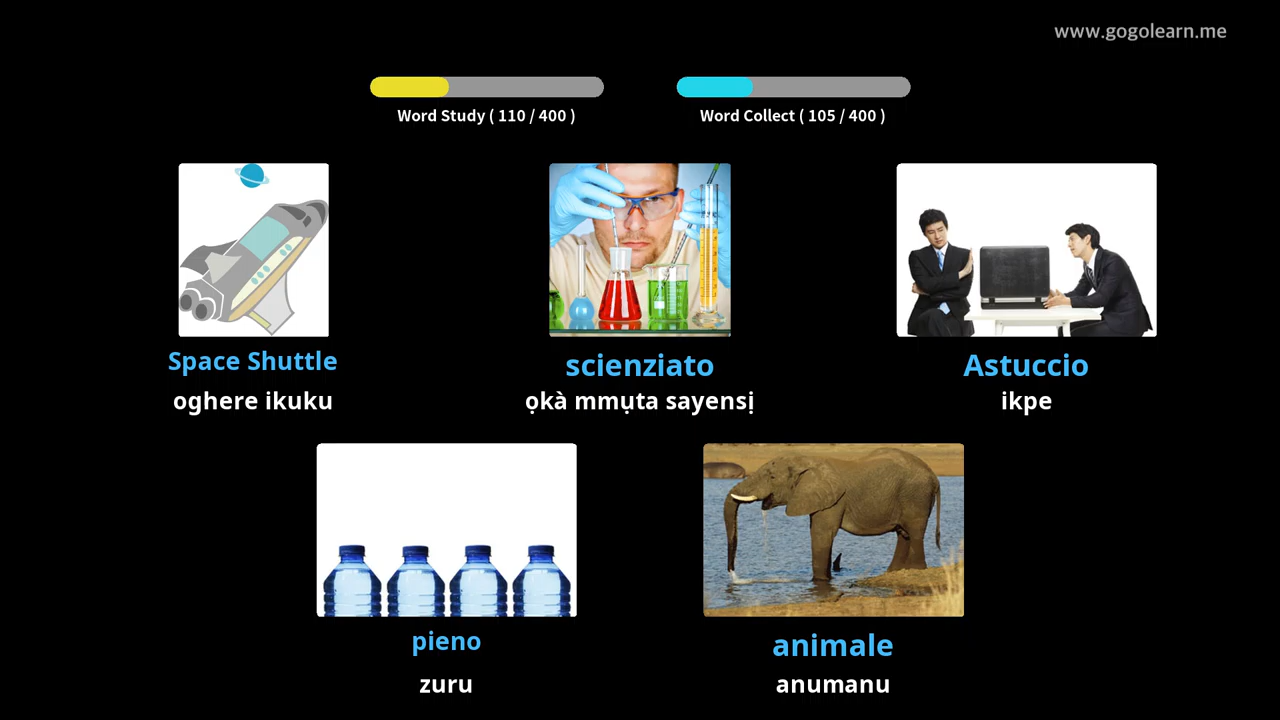 www.gogolearn.me
Word Study ( 110 / 400 )
Word Collect ( 105 / 400 )
Space Shuttle
oghere ikuku
scienziato
ọkà mmụta sayensị
Astuccio
ikpe
pieno
zuru
animale
anumanu